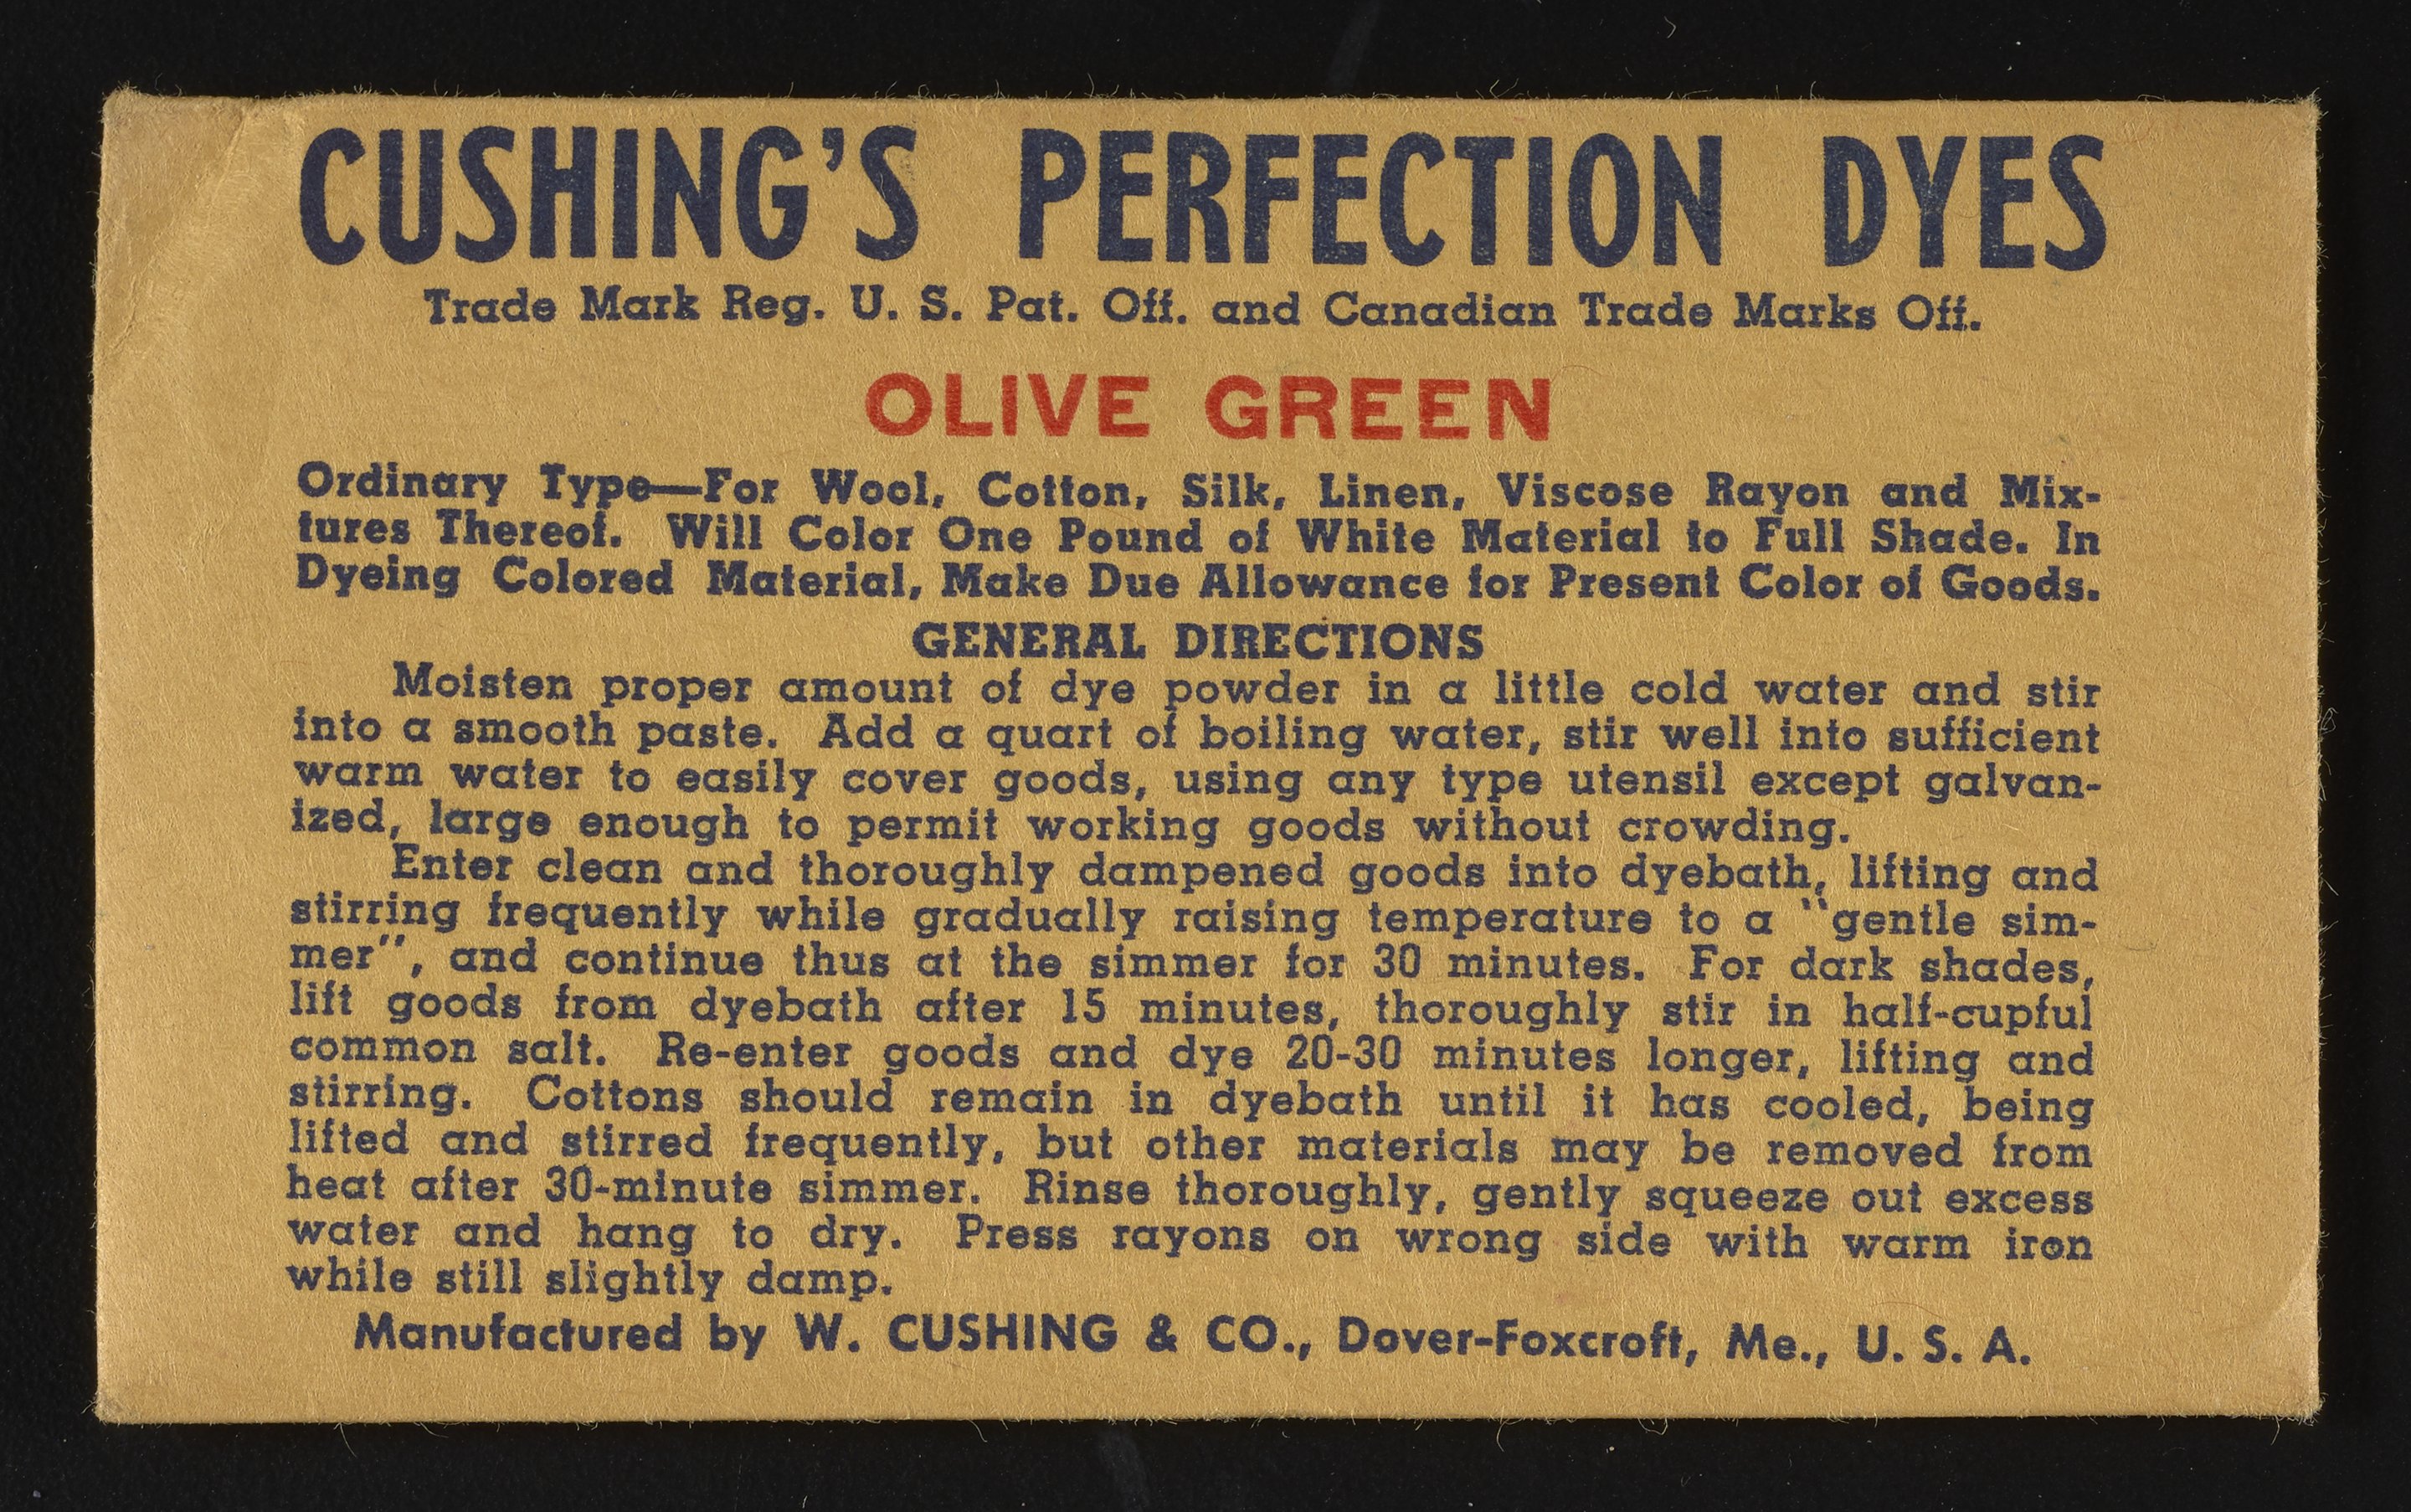 CUSHING'S PERFECTION DYES
Trade Mark Reg. U. S. Pat. Off. and Canadian Trade Marks Off.
OLIVE GREEN
Ordinary Type—For Wool, Cotton, Silk, Linen, Viscose Rayon and Mix-
tures Thereof. Will Color One Pound of White Material to Full Shade. In
Dyeing Colored Material, Make Due Allowance for Present Color of Goods.
GENERAL DIRECTIONS
Moisten proper amount of dye powder in a little cold water and stir
into a smooth paste. Add a quart of boiling water, stir well into sufficient
warm water to easily cover goods, using any type utensil except galvan-
ized, large enough to permit working goods without crowding.
Enter clean and thoroughly dampened goods into dyebath, lifting and
stirring frequently while gradually raising temperature to a "gentle sim-
mer", and continue thus at the simmer for 30 minutes. For dark shades,
lift goods from dyebath after 15 minutes, thoroughly stir in half-cupful
common salt. Re-enter goods and dye 20-30 minutes longer, lifting and
stirring. Cottons should remain in dyebath until it has cooled, being
lifted and stirred frequently, but other materials may be removed from
heat after 30-minute simmer. Rinse thoroughly, gently squeeze out excess
water and hang to dry. Press rayons on wrong side with warm iron
while still slightly damp.
Manufactured by W. CUSHING & CO., Dover-Foxcroft, Me., U. S. A.